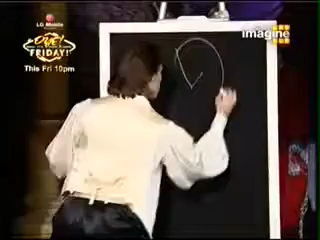 LG Mobile
OYE!
FRIDAY!
This Fri 10pm
imagine